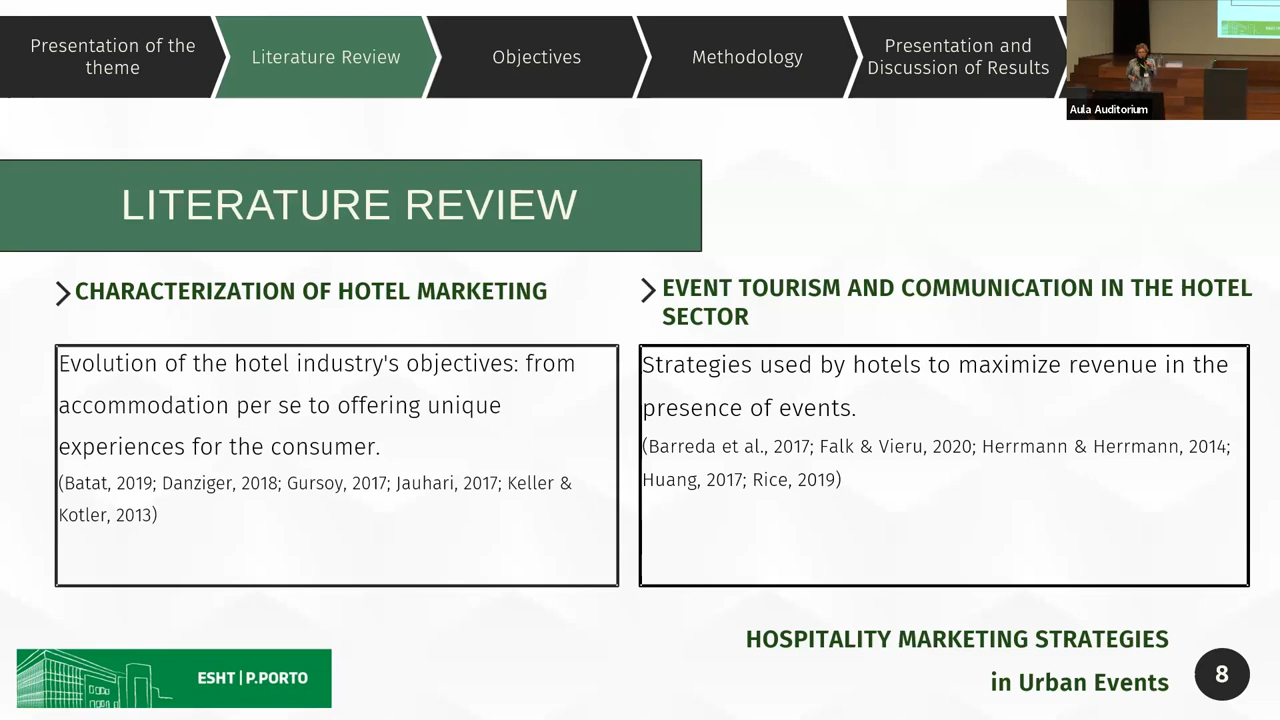 Presentation of the
theme
Literature Review
Objectives
Methodology
Presentation and
Discussion of Results
Aula Auditorium
LITERATURE REVIEW
CHARACTERIZATION OF HOTEL MARKETING
Evolution of the hotel industry's objectives: from
accommodation per se to offering unique
experiences for the consumer.
(Batat, 2019; Danziger, 2018; Gursoy, 2017; Jauhari, 2017; Keller &
Kotler, 2013)
EVENT TOURISM AND COMMUNICATION IN THE HOTEL
SECTOR
Strategies used by hotels to maximize revenue in the
presence of events.
(Barreda et al., 2017; Falk & Vieru, 2020; Herrmann & Herrmann, 2014;
Huang, 2017; Rice, 2019)
ESHT | P.PORTO
HOSPITALITY MARKETING STRATEGIES
in Urban Events
8